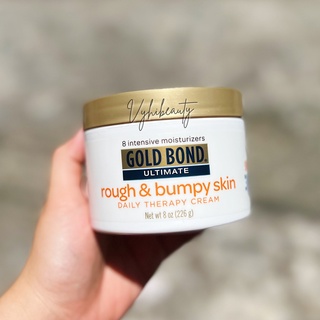 Vyhibeauty
8 intensive moisturizers
GOLD BOND®
ULTIMATE
rough & bumpy skin
DAILY THERAPY CREAM
Net wt 8 oz (226 g)